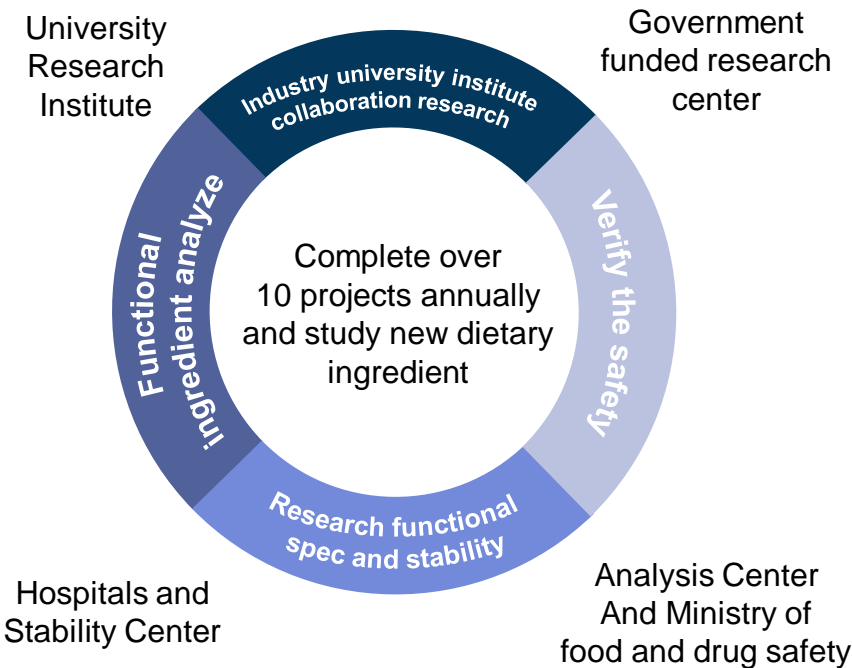 University
Research
Institute
Government
funded research
center
Industry university institute
collaboration research
Functional
ingredient analyze
Verify the safety
Complete over
10 projects annually
and study new dietary
ingredient
Research functional
spec and stability
Hospitals and
Stability Center
Analysis Center
And Ministry of
food and drug safety